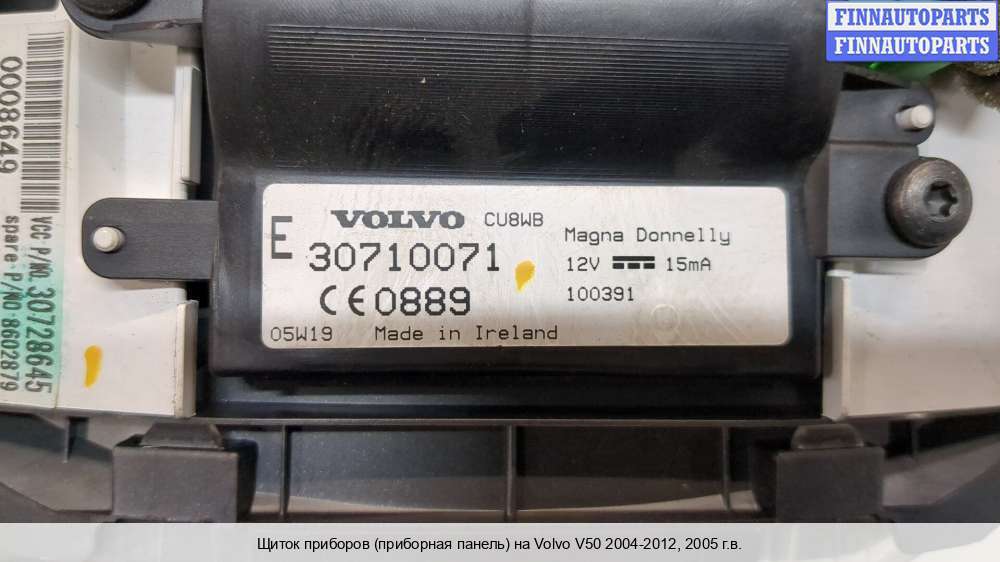 FINNAUTOPARTS
FINNAUTOPARTS
0008649
VCC P/NO. 30728645
spare P/NO 8602879
E
VOLVO CU8WB
30710071
CE0889
05W19 Made in Ireland
Magna Donnelly
12V 15mA
100391
Щиток приборов (приборная панель) на Volvo V50 2004-2012, 2005 г.в.